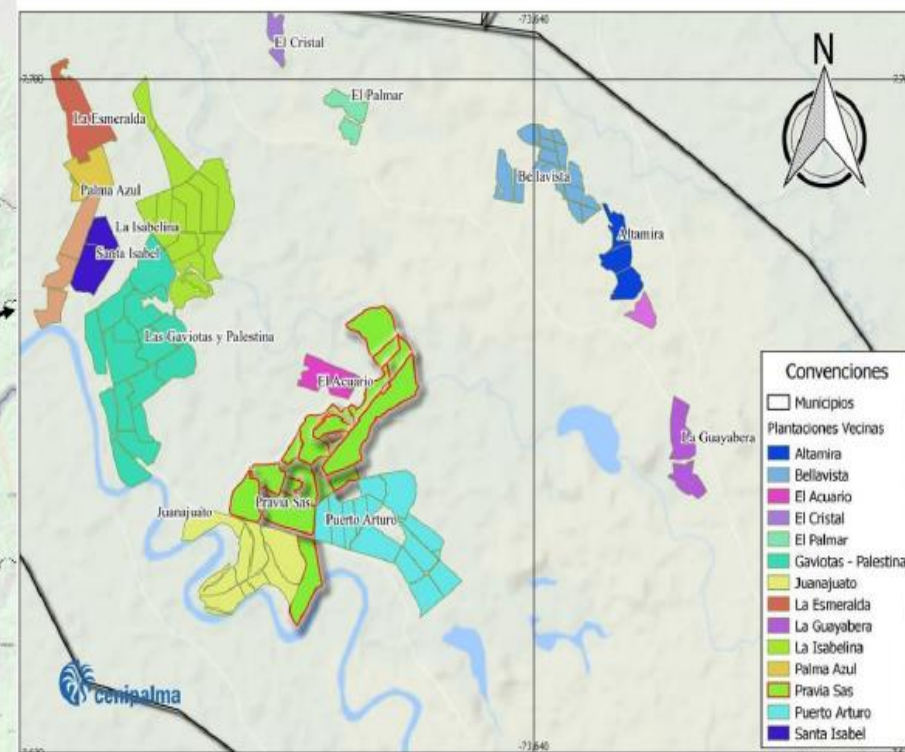 -73,640
El Cristal
El Palmar
N
La Esmeralda
Palma Azul
Bellavista
La Isabelina
Santa Isabel
Altamira
Las Gaviotas y Palestina
El Acuario
La Guayabera
Pravia Sas
Juanajuato
Puerto Arturo
cenipalma
-73,640
Convenciones
Municipios
Plantaciones Vecinas
Altamira
Bellavista
El Acuario
El Cristal
El Palmar
Gaviotas - Palestina
Juanajuato
La Esmeralda
La Guayabera
La Isabelina
Palma Azul
Pravia Sas
Puerto Arturo
Santa Isabel